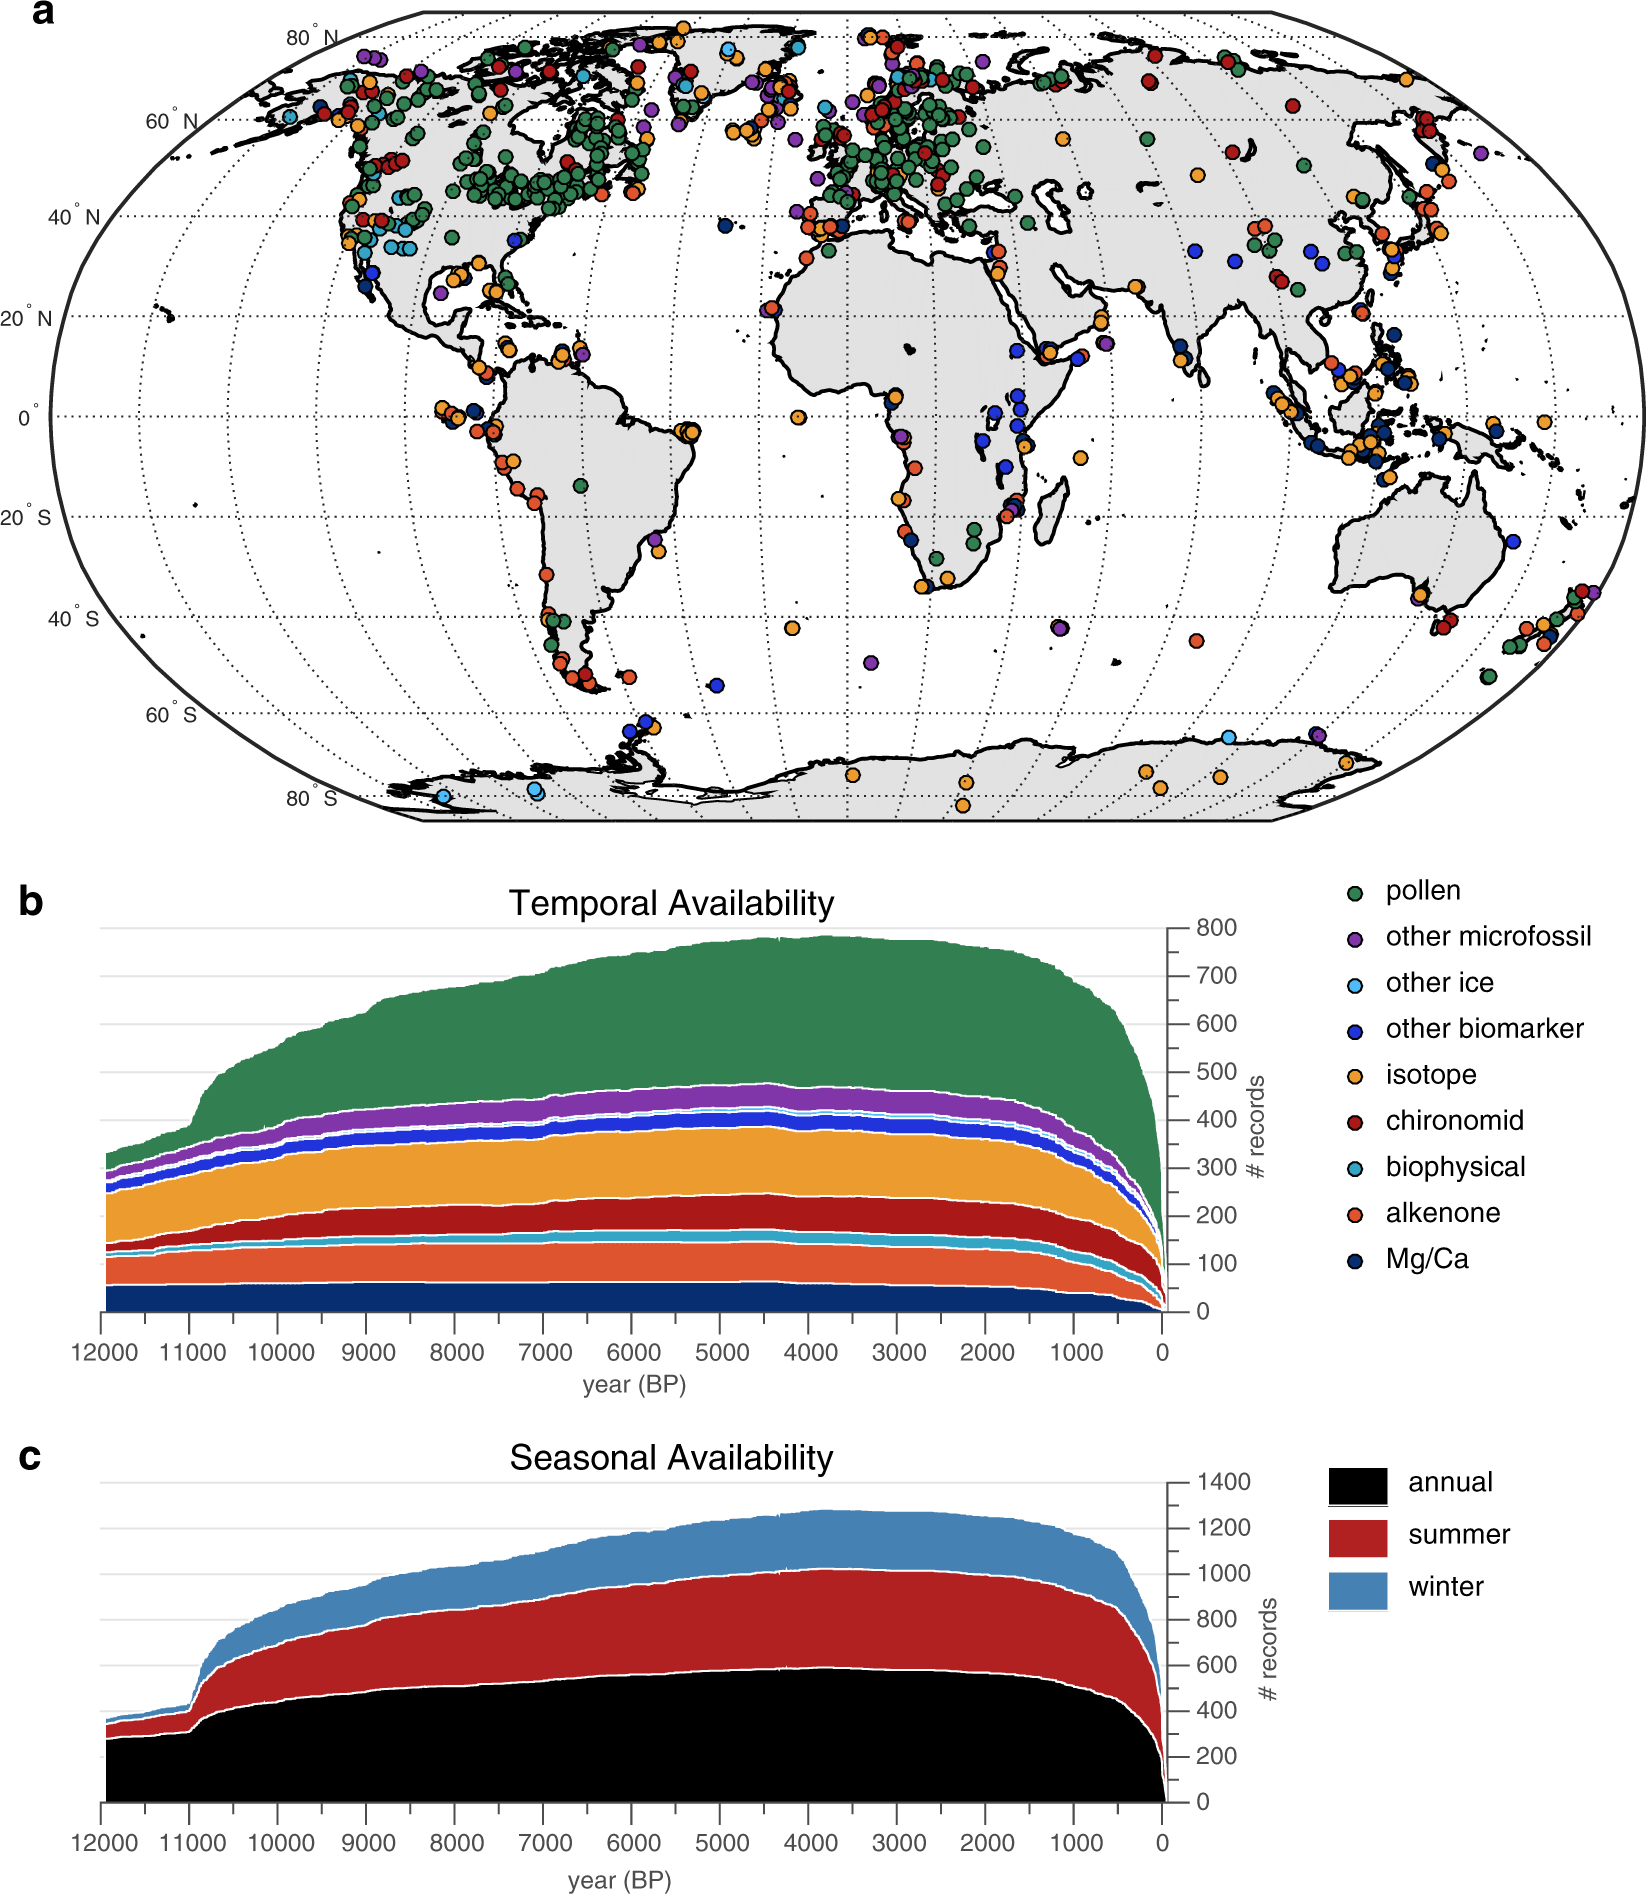 a
80° N
60° N
40° N
20° N
0°
20° S
40° S
60° S
80° S
b
Temporal Availability
800
700
600
500
400
300
200
100
0
# records
12000 11000 10000 9000 8000 7000 6000 5000 4000 3000 2000 1000 0
year (BP)
pollen
other microfossil
other ice
other biomarker
isotope
chironomid
biophysical
alkenone
Mg/Ca
c
Seasonal Availability
1400
1200
1000
800
600
400
200
0
# records
12000 11000 10000 9000 8000 7000 6000 5000 4000 3000 2000 1000 0
year (BP)
annual
summer
winter